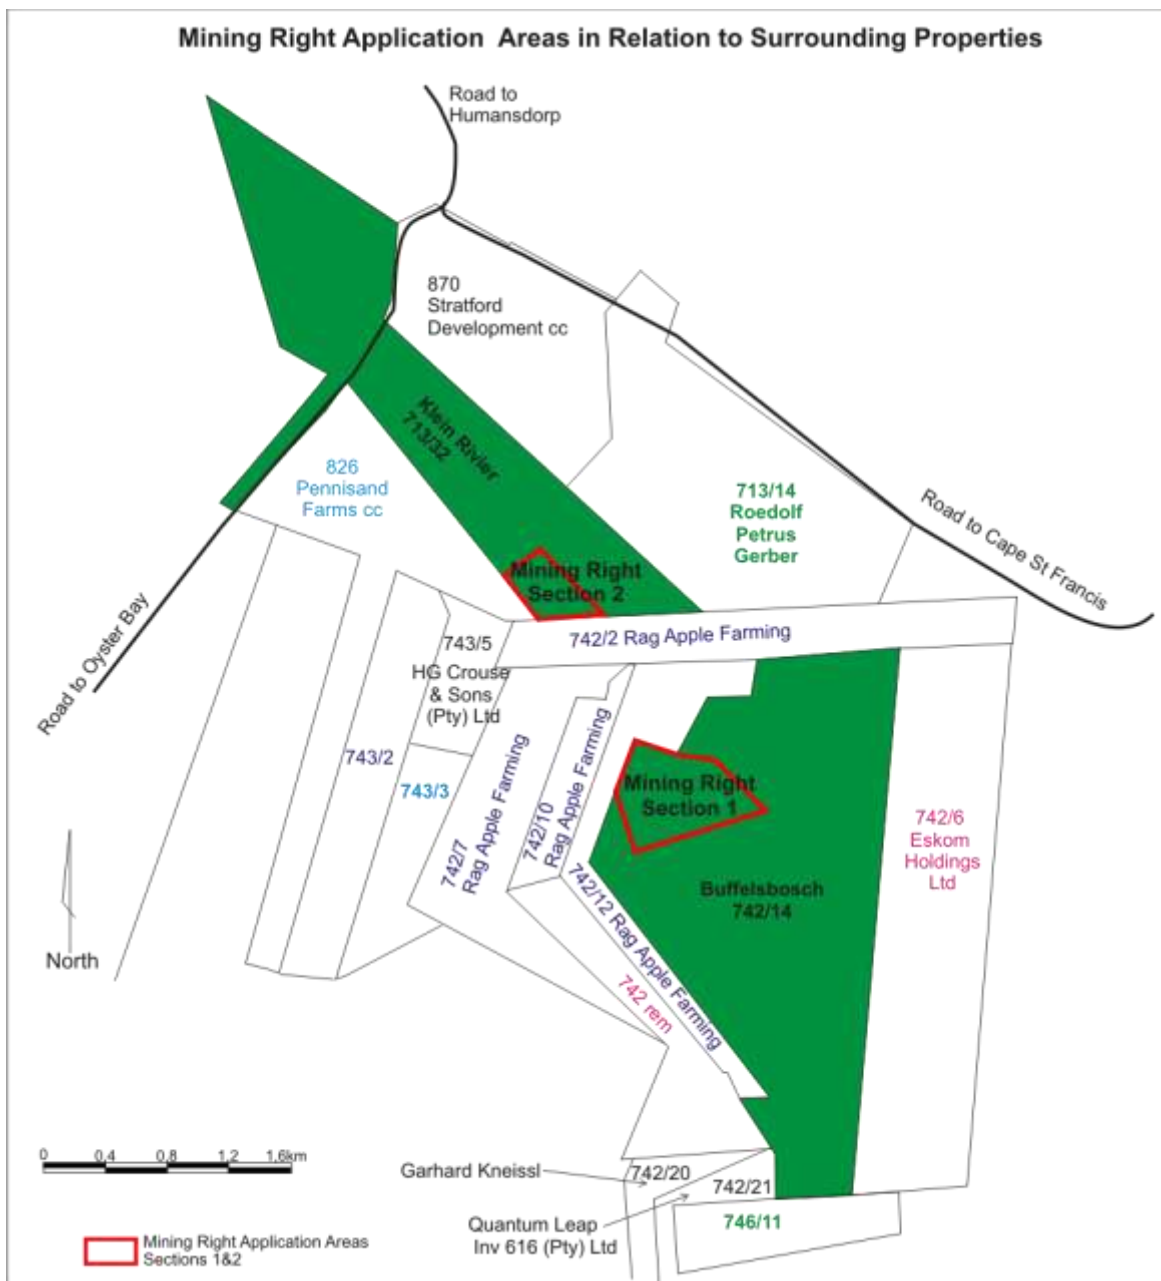 Mining Right Application Areas in Relation to Surrounding Properties
Road to
Humansdorp
870
Stratford
Development cc
Klein Rivier
713/32
826
Pennisand
Farms cc
713/14
Roedolf
Petrus
Gerber
Road to Cape St Francis
Mining Right
Section 2
Road to Oyster Bay
742/2 Rag Apple Farming
743/5
HG Crouse
& Sons
(Pty) Ltd
743/2
743/3
742/7
Rag Apple Farming
742/10
Rag Apple Farming
Mining Right
Section 1
742/6
Eskom
Holdings
Ltd
Buffelsbosch
742/14
742/12 Rag Apple Farming
742 rem
North
0 0,4 0,8 1,2 1,6km
Garhard Kneissl
742/20
742/21
Quantum Leap
Inv 616 (Pty) Ltd
746/11
Mining Right Application Areas
Sections 1&2